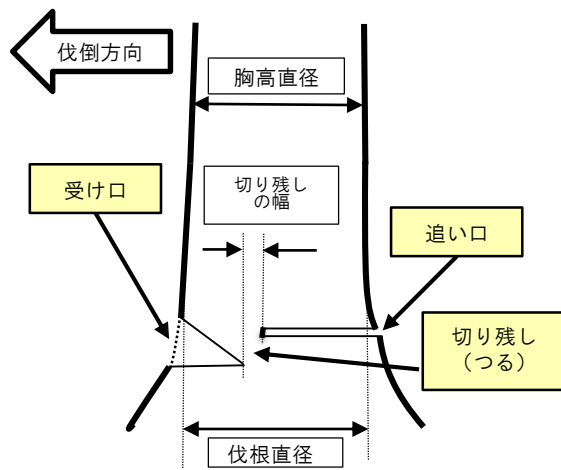 伐倒方向
胸高直径
受け口
切り残し
の幅
追い口
切り残し
（つる）
伐根直径